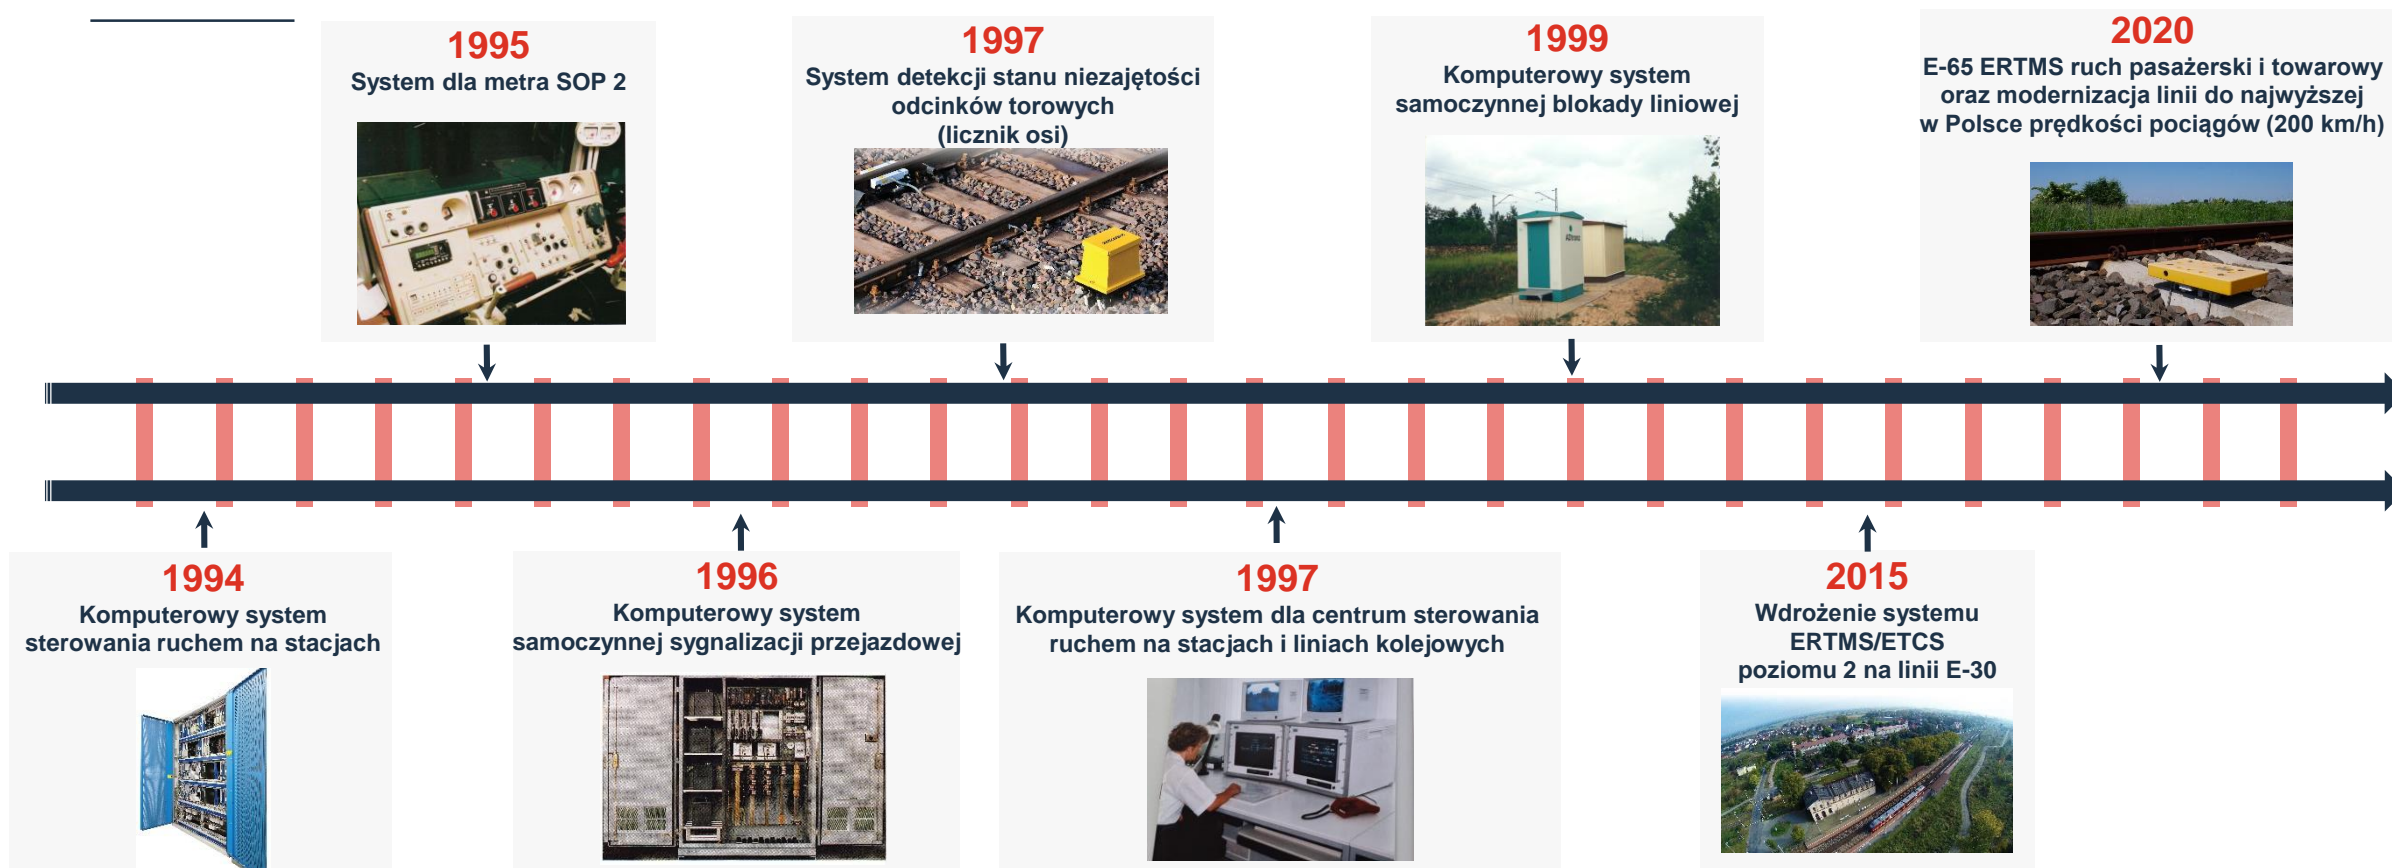 1995
System dla metra SOP 2
1997
System detekcji stanu niezajętości
odcinków torowych
(licznik osi)
1999
Komputerowy system
samoczynnej blokady liniowej
2020
E-65 ERTMS ruch pasażerski i towarowy
oraz modernizacja linii do najwyższej
w Polsce prędkości pociągów (200 km/h)
1994
Komputerowy system
sterowania ruchem na stacjach
1996
Komputerowy system
samoczynnej sygnalizacji przejazdowej
1997
Komputerowy system dla centrum sterowania
ruchem na stacjach i liniach kolejowych
2015
Wdrożenie systemu
ERTMS/ETCS
poziomu 2 na linii E-30